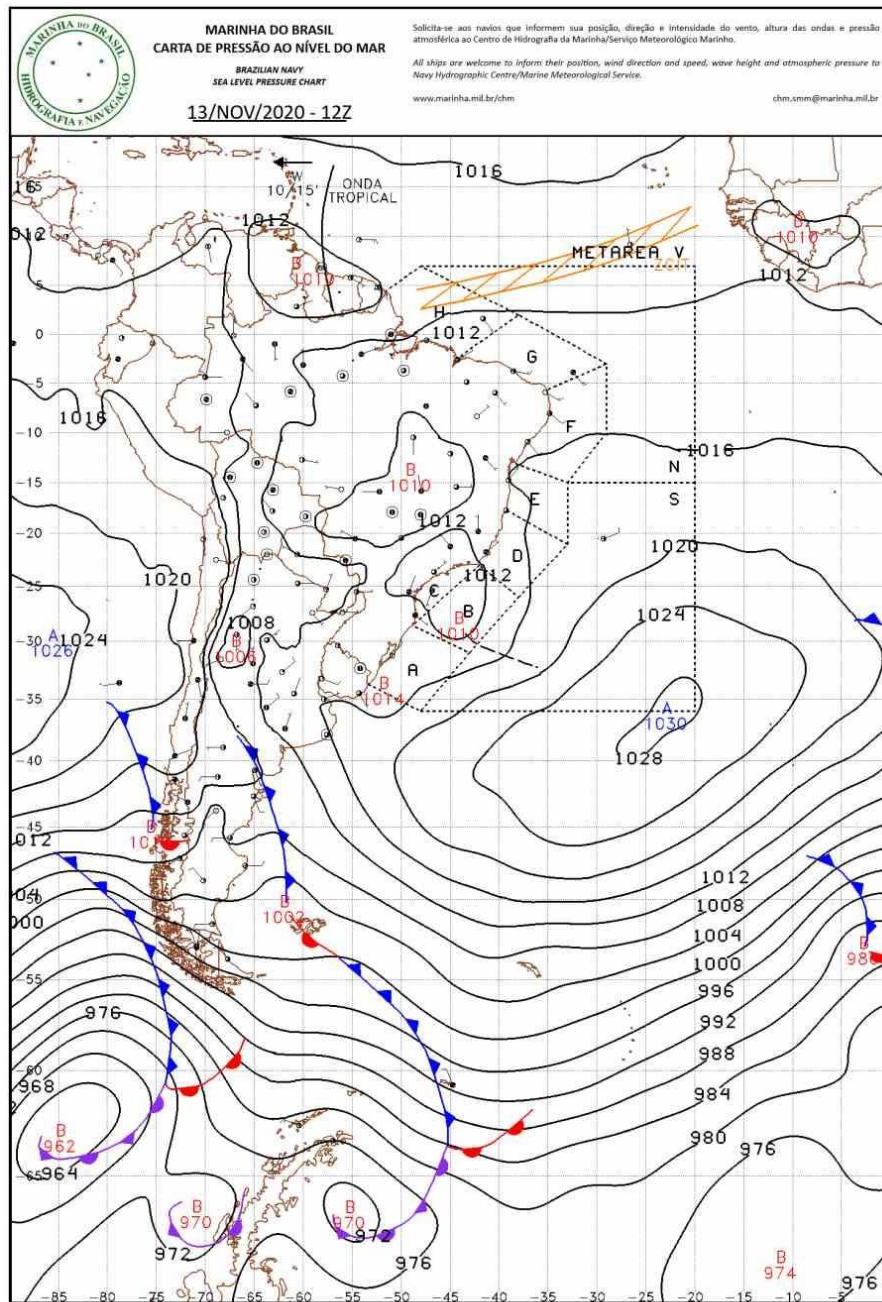 MARINHA DO BRASIL
HIDROGRAFIA E NAVEGAÇÃO
MARINHA DO BRASIL
CARTA DE PRESSÃO AO NÍVEL DO MAR
BRAZILIAN NAVY
SEA LEVEL PRESSURE CHART
13/NOV/2020 - 12Z
Solicita-se aos navios que informem sua posição, direção e intensidade do vento, altura das ondas e pressão
atmosférica ao Centro de Hidrografia da Marinha/Serviço Meteorológico Marinho.
All ships are welcome to inform their position, wind direction and speed, wave height and atmospheric pressure to
Navy Hydrographic Centre/Marine Meteorological Service.
www.marinha.mil.br/chm
chm.smm@marinha.mil.br
1016
W
10/15'
ONDA
TROPICAL
1012
1012
B
1010
METAREA V
ZCIT
B
1010
1012
5
0
H
1012
G
-5
1016
F
-10
1016
N
B
1010
-15
E
S
1012
-20
D
1020
1020
1012
-25
C
B
1024
1008
B
1010
-30
A
1026
1024
B
A
B
1014
-35
A
1030
1028
-40
-45
B
1012
1012
-50
B
1002
1008
1004
1000
B
-55
996
976
992
988
-60
968
984
B
962
980
976
964
-65
B
970
B
970
972
972
976
B
974
976
-85
-80
-75
-70
-65
-60
-55
-50
-45
-40
-35
-30
-25
-20
-15
-10
-5